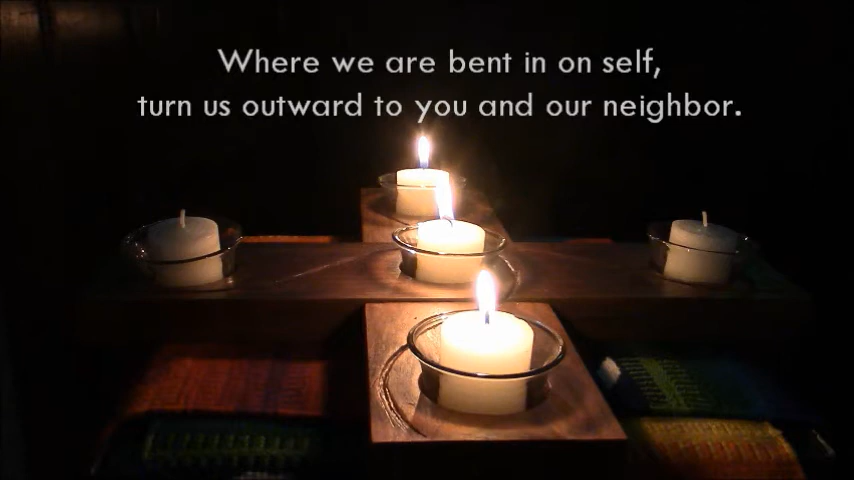 Where we are bent in on self,
turn us outward to you and our neighbor.